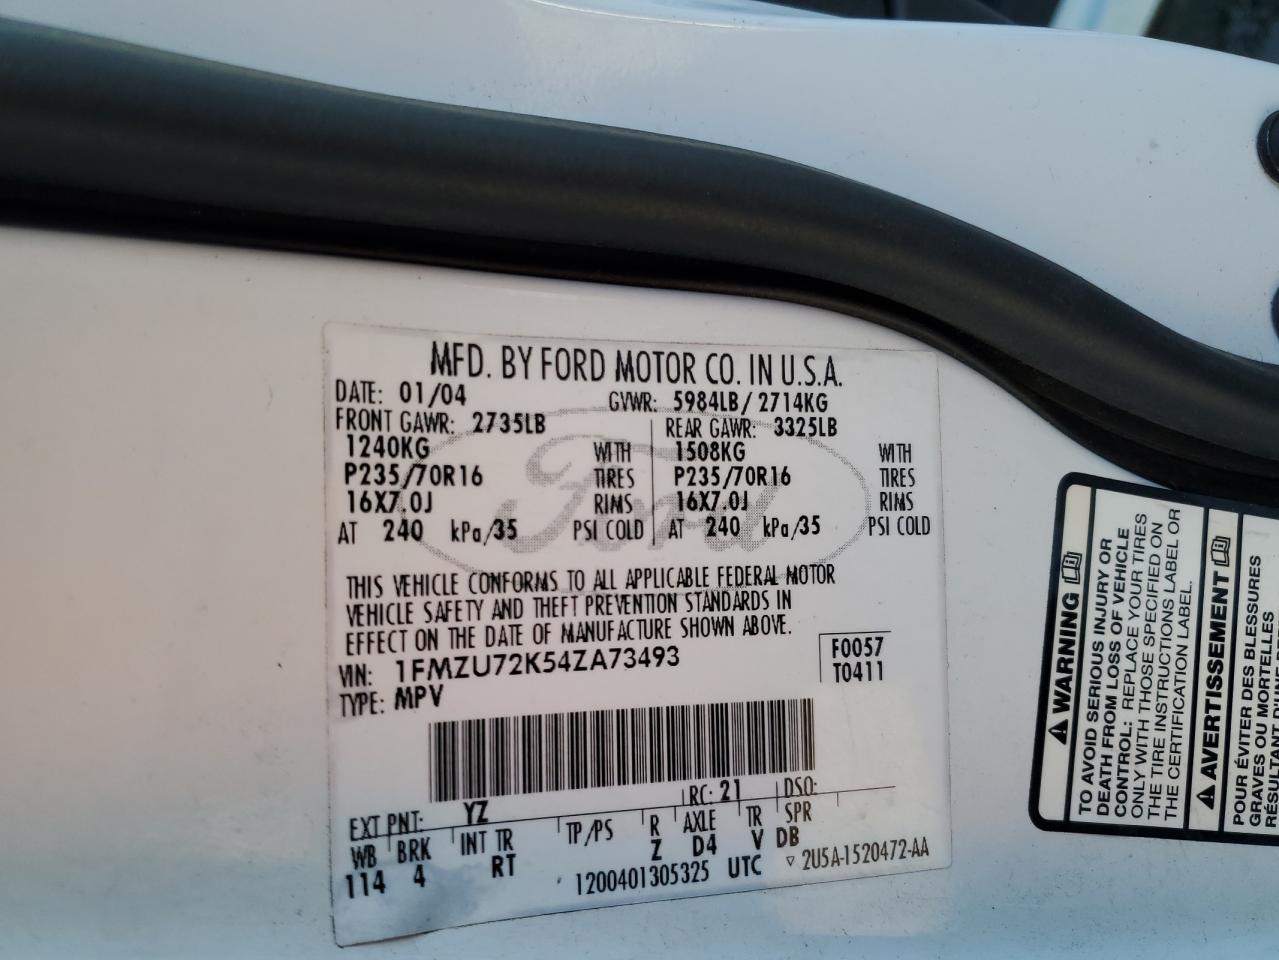 MFD. BY FORD MOTOR CO. IN U.S.A.
DATE: 01/04 GVWR: 5984LB/2714KG
FRONT GAWR: 2735LB REAR GAWR: 3325LB
1240KG WITH 1508KG WITH
P235/70R16 TIRES P235/70R16 TIRES
16X7.0J RIMS 16X7.0J RIMS
AT 240 kPa/35 PSI COLD AT 240 kPa/35 PSI COLD
Ford
THIS VEHICLE CONFORMS TO ALL APPLICABLE FEDERAL MOTOR
VEHICLE SAFETY AND THEFT PREVENTION STANDARDS IN
EFFECT ON THE DATE OF MANUFACTURE SHOWN ABOVE.
VIN: 1FMZU72K54ZA73493 F0057
TYPE: MPV T0411
EXT PNT: YZ RC: 21 DSO:
WB BRK INT TR TP/PS R AXLE TR SPR
114 4 RT Z D4 V DB
1200401305325 UTC ▿ 2U5A-1520472-AA
WARNING
TO AVOID SERIOUS INJURY OR
DEATH FROM LOSS OF VEHICLE
CONTROL: REPLACE YOUR TIRES
ONLY WITH THOSE SPECIFIED ON
THE TIRE INSTRUCTIONS LABEL OR
THE CERTIFICATION LABEL.
AVERTISSEMENT
POUR ÉVITER DES BLESSURES
GRAVES OU MORTELLES